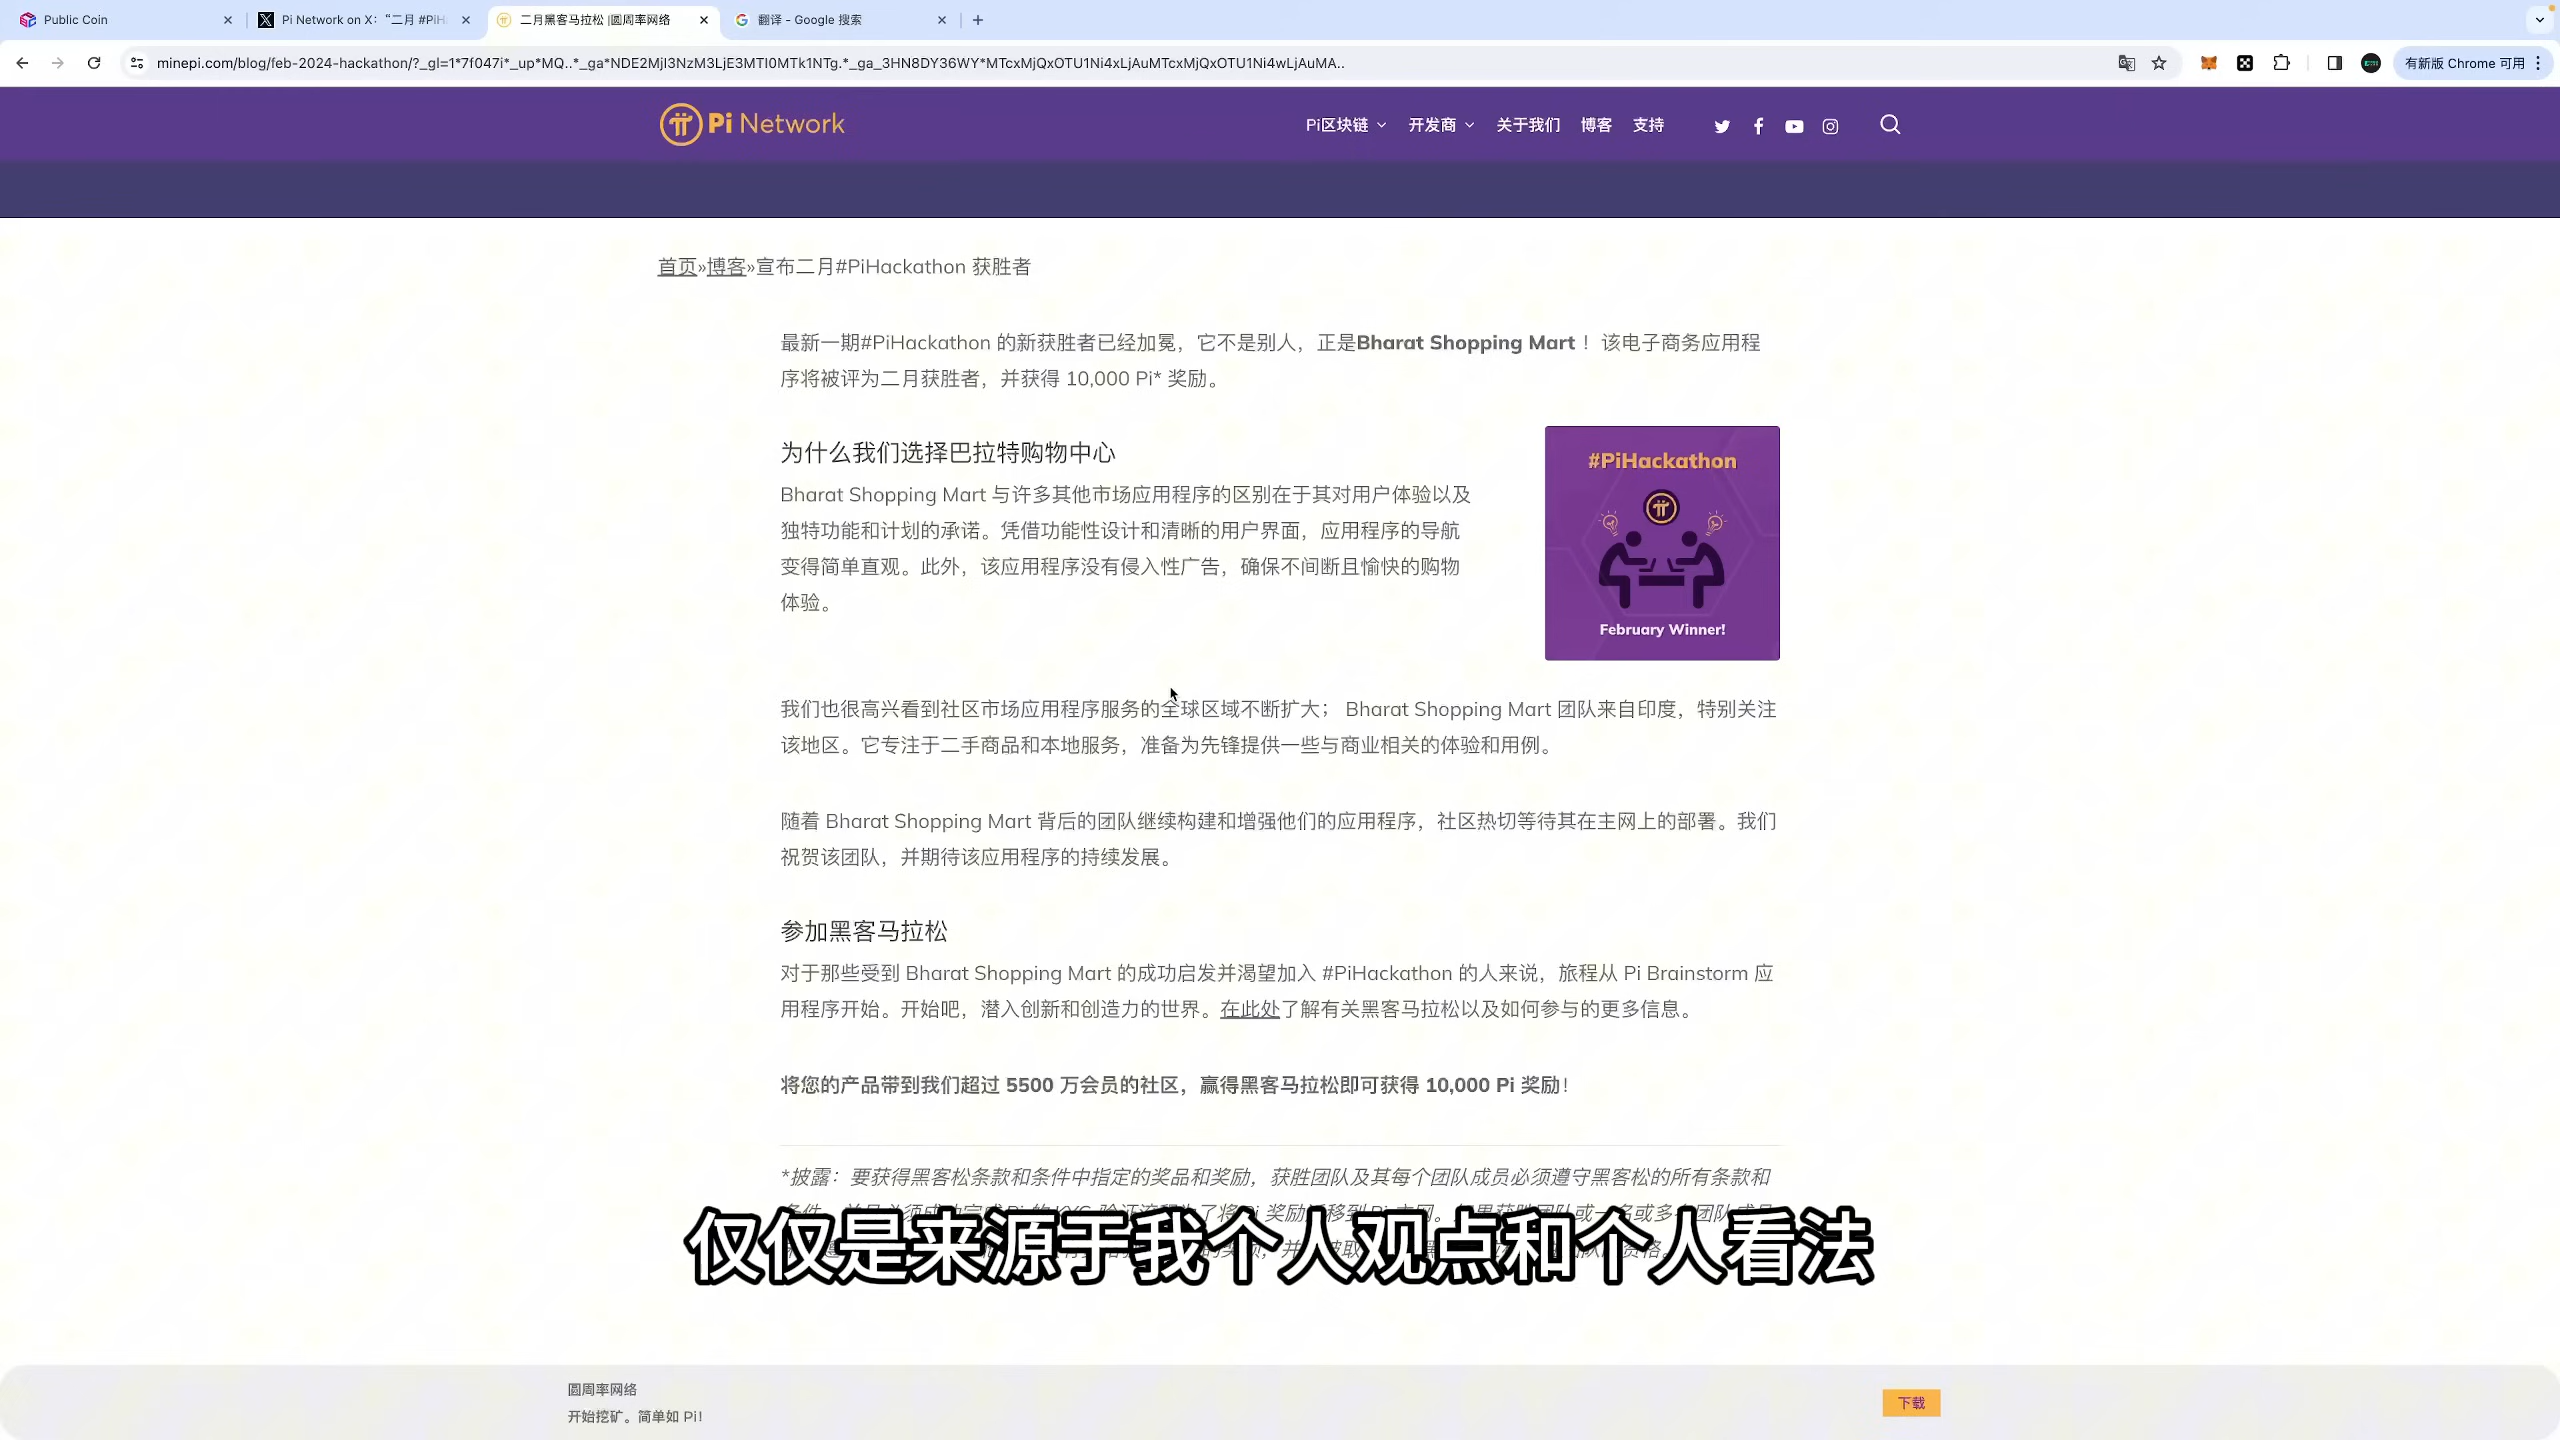 Public Coin
Pi Network on X：“二月 #PiH
二月黑客马拉松 |圆周率网络
翻译 - Google 搜索
minepi.com/blog/feb-2024-hackathon/?_gl=1*7f047i*_up*MQ..*_ga*NDE2MjI3NzM3LjE3MTI0MTk1NTg.*_ga_3HN8DY36WY*MTcxMjQxOTU1Ni4xLjAuMTcxMjQxOTU1Ni4wLjAuMA..
有新版 Chrome 可用
Pi Network
Pi区块链
开发商
关于我们
博客
支持
首页»博客»宣布二月#PiHackathon 获胜者
最新一期#PiHackathon 的新获胜者已经加冕，它不是别人，正是Bharat Shopping Mart！该电子商务应用程
序将被评为二月获胜者，并获得 10,000 Pi* 奖励。
为什么我们选择巴拉特购物中心
Bharat Shopping Mart 与许多其他市场应用程序的区别在于其对用户体验以及
独特功能和计划的承诺。凭借功能性设计和清晰的用户界面，应用程序的导航
变得简单直观。此外，该应用程序没有侵入性广告，确保不间断且愉快的购物
体验。
#PiHackathon
February Winner!
我们也很高兴看到社区市场应用程序服务的全球区域不断扩大； Bharat Shopping Mart 团队来自印度，特别关注
该地区。它专注于二手商品和本地服务，准备为先锋提供一些与商业相关的体验和用例。
随着 Bharat Shopping Mart 背后的团队继续构建和增强他们的应用程序，社区热切等待其在主网上的部署。我们
祝贺该团队，并期待该应用程序的持续发展。
参加黑客马拉松
对于那些受到 Bharat Shopping Mart 的成功启发并渴望加入 #PiHackathon 的人来说，旅程从 Pi Brainstorm 应
用程序开始。开始吧，潜入创新和创造力的世界。在此处了解有关黑客马拉松以及如何参与的更多信息。
将您的产品带到我们超过 5500 万会员的社区，赢得黑客马拉松即可获得 10,000 Pi 奖励！
*披露：要获得黑客松条款和条件中指定的奖品和奖励，获胜团队及其每个团队成员必须遵守黑客松的所有条款和
仅仅是来源于我个人观点和个人看法
圆周率网络
开始挖矿。简单如 Pi！
下载